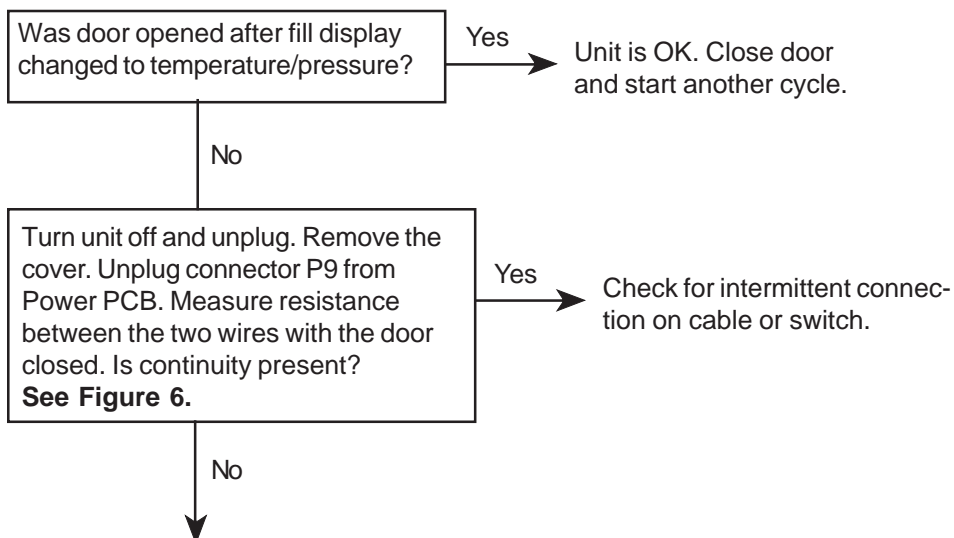 Was door opened after fill display
changed to temperature/pressure?
Yes
Unit is OK. Close door
and start another cycle.
No
Turn unit off and unplug. Remove the
cover. Unplug connector P9 from
Power PCB. Measure resistance
between the two wires with the door
closed. Is continuity present?
See Figure 6.
Yes
Check for intermittent connec-
tion on cable or switch.
No